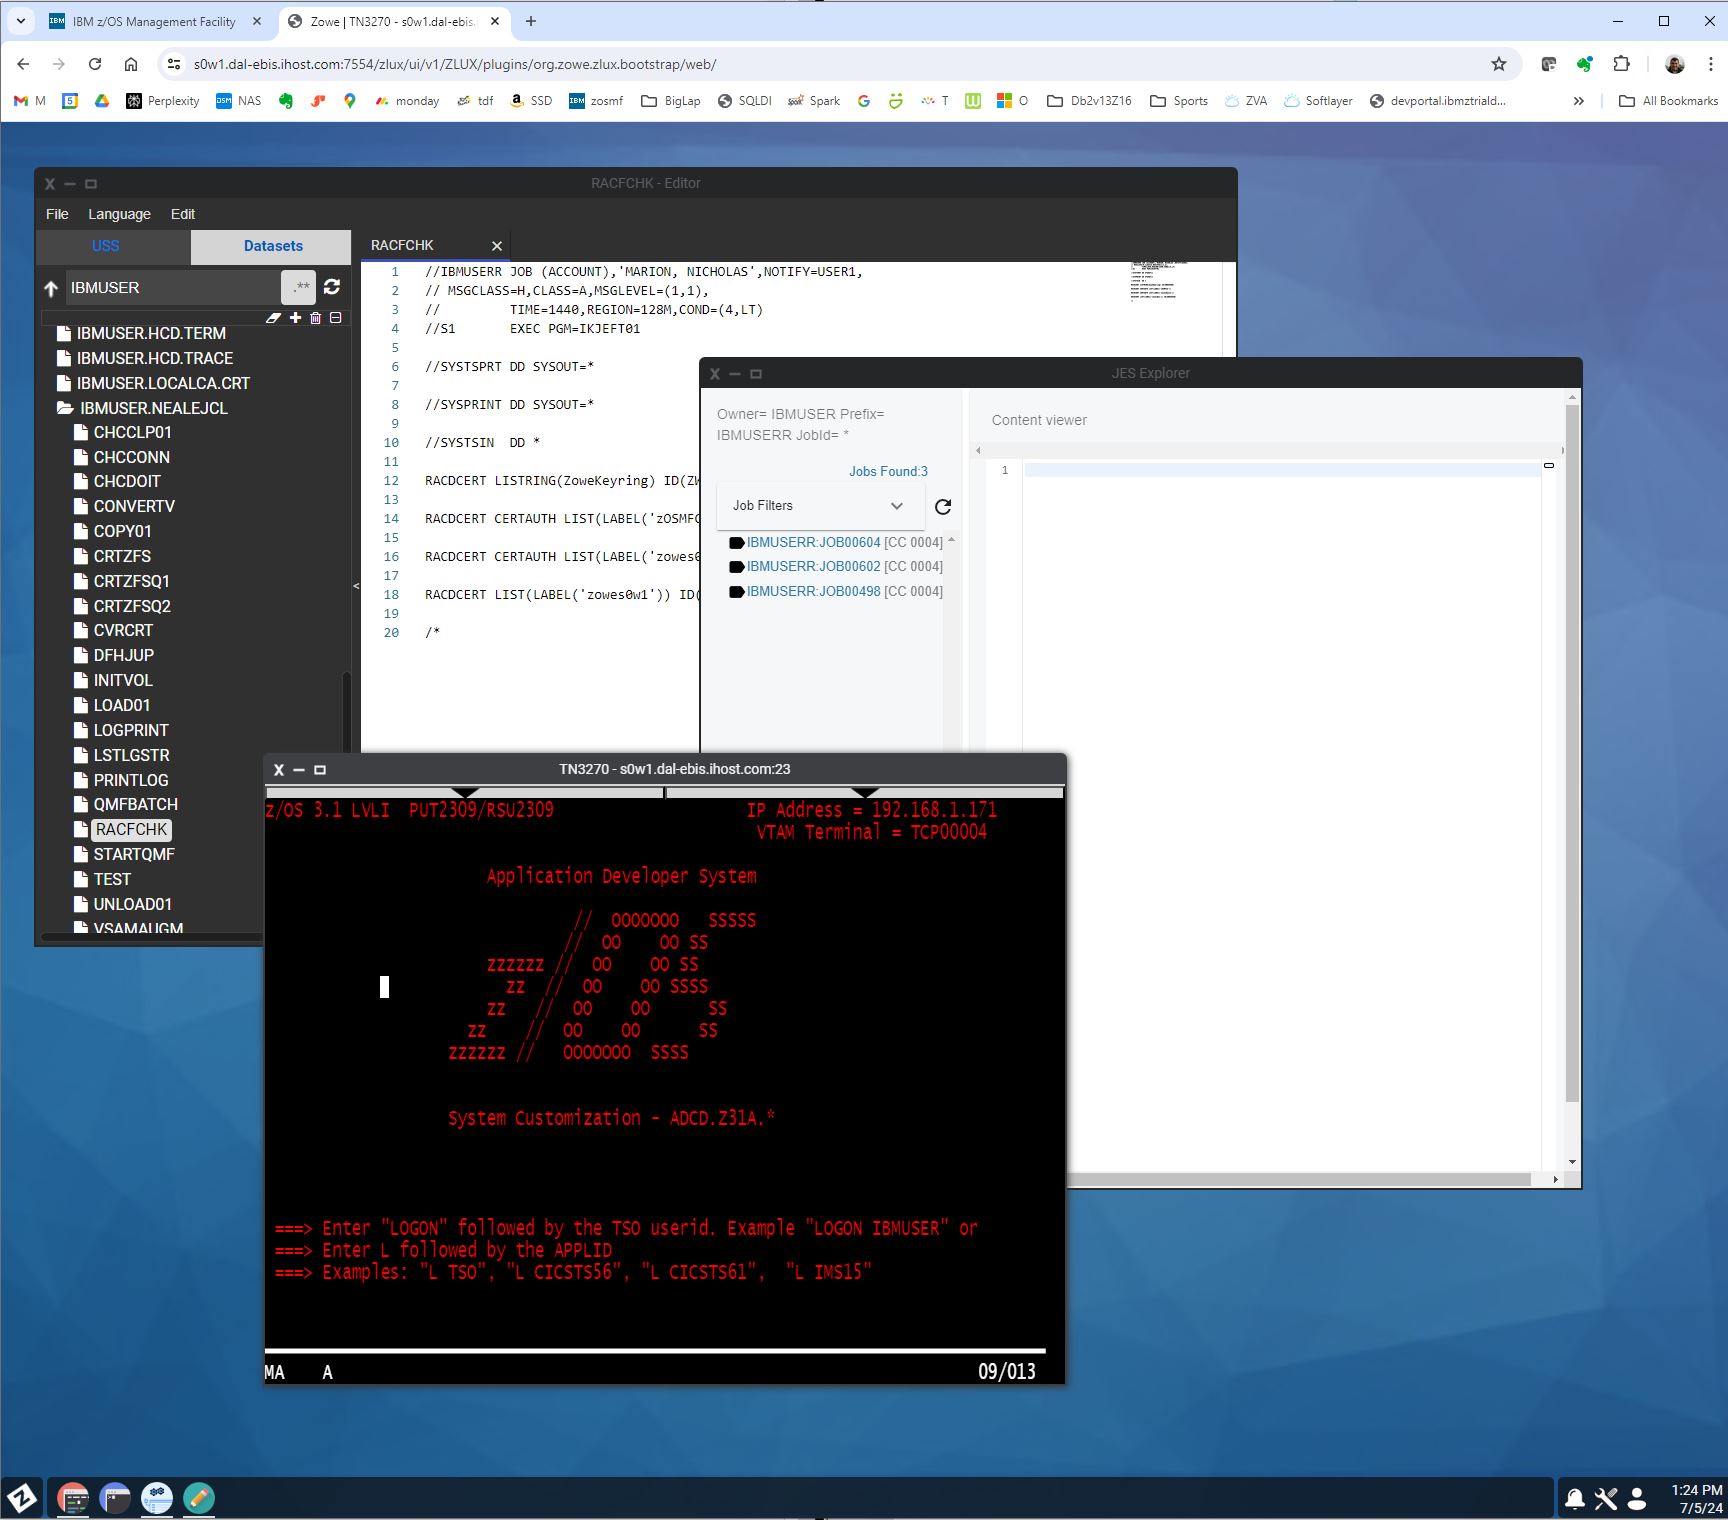 IBM z/OS Management Facility
Zowe | TN3270 - s0w1.dal-ebis.
s0w1.dal-ebis.ihost.com:7554/zlux/ui/v1/ZLUX/plugins/org.zowe.zlux.bootstrap/web/
M Perplexity NAS monday tdf SSD zosmf BigLap SQLDI Spark T O Db2v13Z16 Sports ZVA Softlayer devportal.ibmztriald... » All Bookmarks
X RACFCHK - Editor
File Language Edit
USS Datasets RACFCHK
IBMUSER .**
IBMUSER.HCD.TERM
IBMUSER.HCD.TRACE
IBMUSER.LOCALCA.CRT
IBMUSER.NEALEJCL
CHCCLP01
CHCCONN
CHCDOIT
CONVERTV
COPY01
CRTZFS
CRTZFSQ1
CRTZFSQ2
CVRCRT
DFHJUP
INITVOL
LOAD01
LOGPRINT
LSTLGSTR
PRINTLOG
QMFBATCH
RACFCHK
STARTQMF
TEST
UNLOAD01
VSAMAUGM
1 //IBMUSERR JOB (ACCOUNT),'MARION, NICHOLAS',NOTIFY=USER1,
2 // MSGCLASS=H,CLASS=A,MSGLEVEL=(1,1),
3 // TIME=1440,REGION=128M,COND=(4,LT)
4 //S1 EXEC PGM=IKJEFT01
5
6 //SYSTSPRT DD SYSOUT=*
7
8 //SYSPRINT DD SYSOUT=*
9
10 //SYSTSIN DD *
11
12 RACDCERT LISTRING(ZoweKeyring) ID(ZW
13
14 RACDCERT CERTAUTH LIST(LABEL('zOSMFC
15
16 RACDCERT CERTAUTH LIST(LABEL('zowes0
17
18 RACDCERT LIST(LABEL('zowes0w1')) ID(
19
20 /*
X JES Explorer
Owner= IBMUSER Prefix=
IBMUSERR JobId= *
Jobs Found:3
Job Filters
IBMUSERR:JOB00604 [CC 0004]
IBMUSERR:JOB00602 [CC 0004]
IBMUSERR:JOB00498 [CC 0004]
Content viewer
1
X TN3270 - s0w1.dal-ebis.ihost.com:23
z/OS 3.1 LVLI PUT2309/RSU2309 IP Address = 192.168.1.171
VTAM Terminal = TCP00004
Application Developer System
// OOOOOOO SSSSS
// OO OO SS
zzzzzz // OO OO SS
zz // OO OO SSSS
zz // OO OO SS
zz // OO OO SS
zzzzzz // OOOOOOO SSSS
System Customization - ADCD.Z31A.*
===> Enter "LOGON" followed by the TSO userid. Example "LOGON IBMUSER" or
===> Enter L followed by the APPLID
===> Examples: "L TSO", "L CICSTS56", "L CICSTS61", "L IMS15"
MA A 09/013
1:24 PM
7/5/24